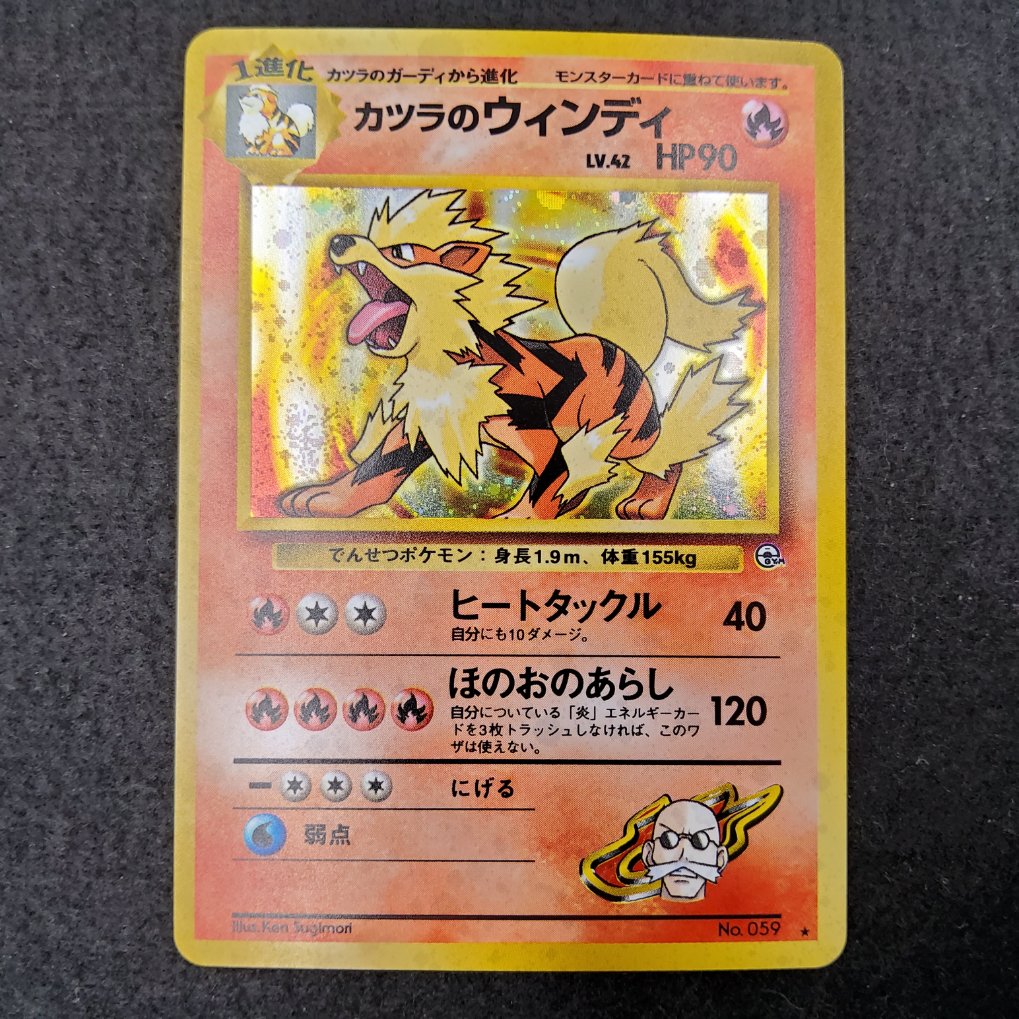 1進化 カツラのガーディから進化 モンスターカードに重ねて使います。
カツラのウィンディ
LV.42 HP90
でんせつポケモン：身長1.9m、体重155kg
GYM
ヒートタックル 40
自分にも10ダメージ。
ほのおのあらし 120
自分についている「炎」エネルギーカー
ドを3枚トラッシュしなければ、このワ
ザは使えない。
にげる
弱点
Illus. Ken Sugimori No. 059 ★